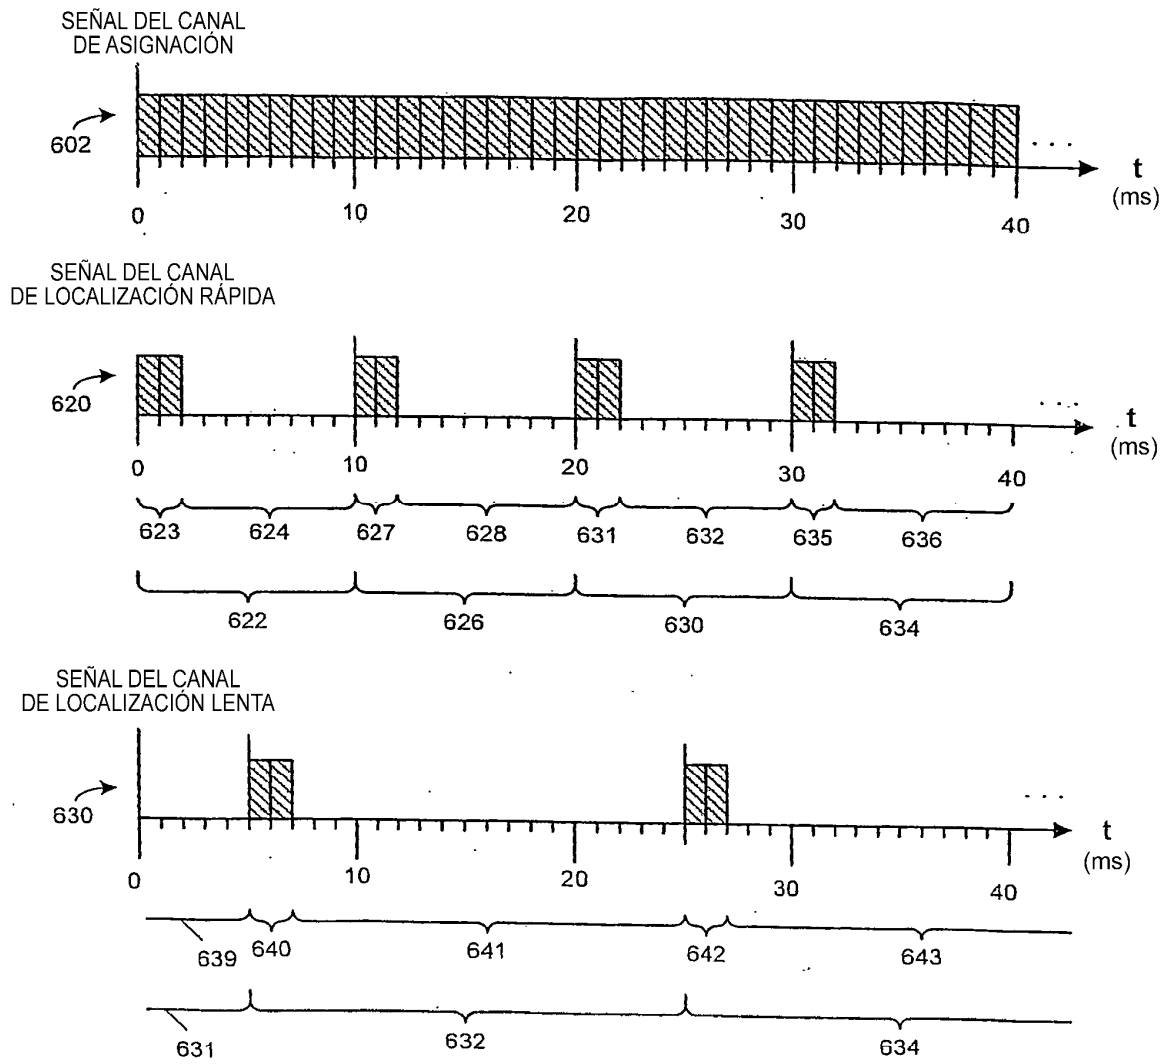 SEÑAL DEL CANAL
DE ASIGNACIÓN
602
. . . .
t
(ms)
0 10 20 30 40
SEÑAL DEL CANAL
DE LOCALIZACIÓN RÁPIDA
620
. . .
t
(ms)
0 10 20 30 40
623 624 627 628 631 632 635 636
622 626 630 634
SEÑAL DEL CANAL
DE LOCALIZACIÓN LENTA
630
. . .
t
(ms)
0 10 20 30 40
639 640 641 642 643
631 632 634